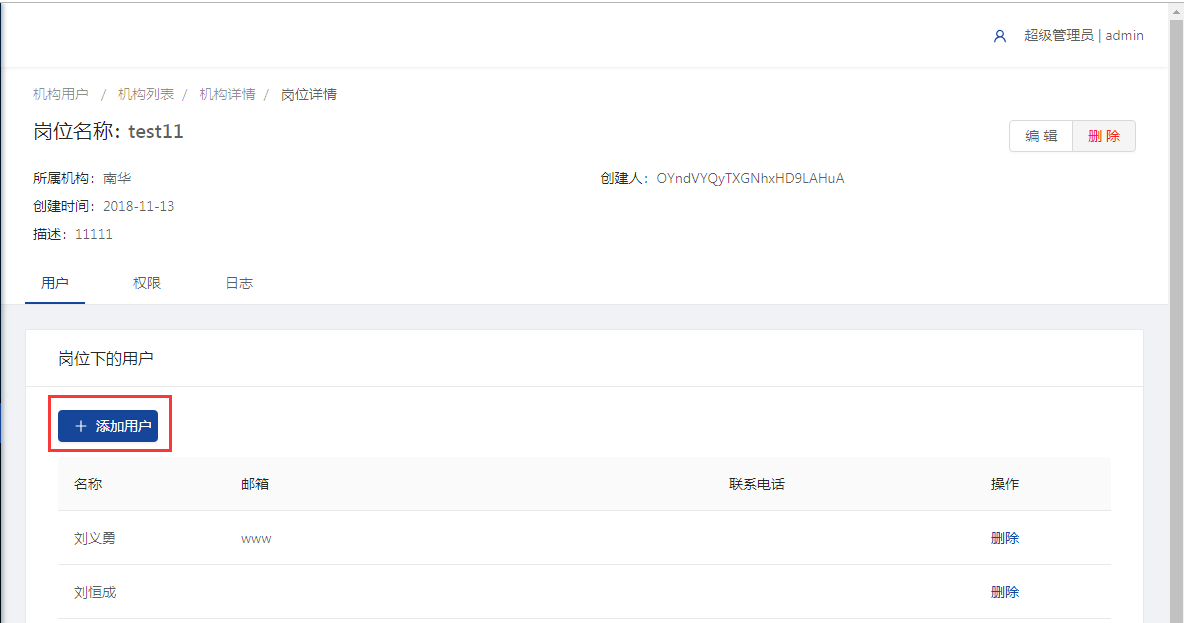 超级管理员 | admin
机构用户 / 机构列表 / 机构详情 / 岗位详情
岗位名称：test11
编 辑 删 除
所属机构：南华 创建人：OYndVYQyTXGNhxHD9LAHuA
创建时间：2018-11-13
描述：11111
用户 权限 日志
岗位下的用户
+ 添加用户
名称 邮箱 联系电话 操作
刘义勇 www 删除
刘恒成 删除